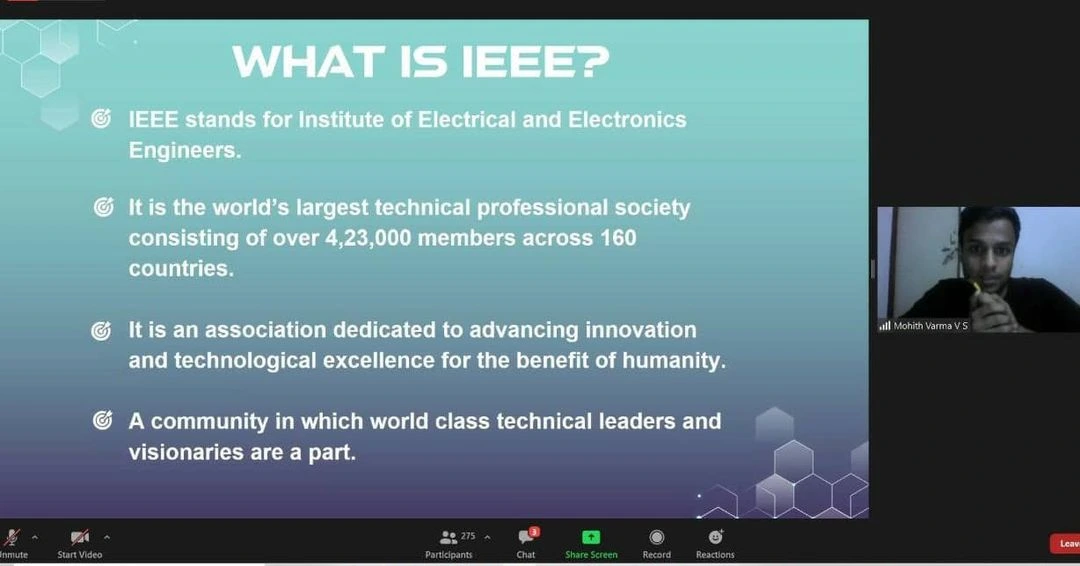 WHAT IS IEEE?
IEEE stands for Institute of Electrical and Electronics
Engineers.
It is the world's largest technical professional society
consisting of over 4,23,000 members across 160
countries.
It is an association dedicated to advancing innovation
and technological excellence for the benefit of humanity.
A community in which world class technical leaders and
visionaries are a part.
Mohith Varma V S
Start Video
275
Participants
3
Chat
Share Screen
Record
Reactions